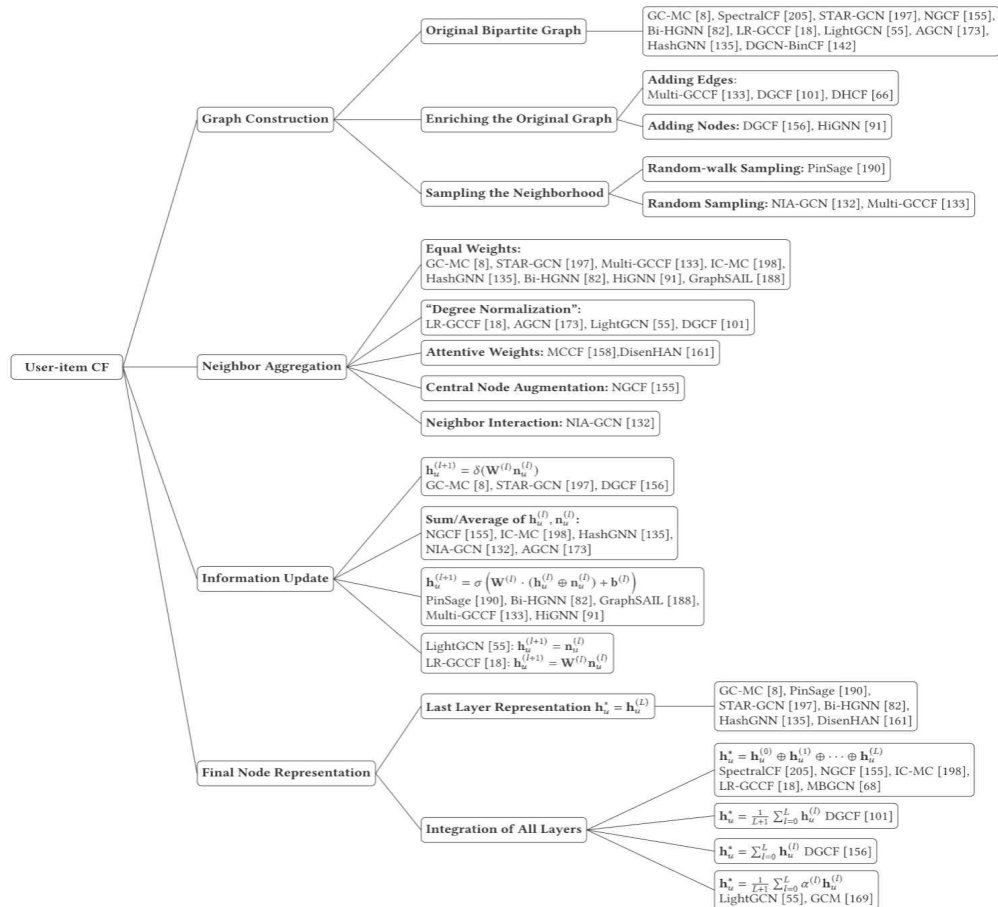 User-item CF
Graph Construction
Original Bipartite Graph
GC-MC [8], SpectralCF [205], STAR-GCN [197], NGCF [155],
Bi-HGNN [82], LR-GCCF [18], LightGCN [55], AGCN [173],
HashGNN [135], DGCN-BinCF [142]
Enriching the Original Graph
Adding Edges:
Multi-GCCF [133], DGCF [101], DHCF [66]
Adding Nodes: DGCF [156], HiGNN [91]
Sampling the Neighborhood
Random-walk Sampling: PinSage [190]
Random Sampling: NIA-GCN [132], Multi-GCCF [133]
Neighbor Aggregation
Equal Weights:
GC-MC [8], STAR-GCN [197], Multi-GCCF [133], IC-MC [198],
HashGNN [135], Bi-HGNN [82], HiGNN [91], GraphSAIL [188]
“Degree Normalization”:
LR-GCCF [18], AGCN [173], LightGCN [55], DGCF [101]
Attentive Weights: MCCF [158],DisenHAN [161]
Central Node Augmentation: NGCF [155]
Neighbor Interaction: NIA-GCN [132]
Information Update
h_u^{(l+1)} = δ(W^{(l)} n_u^{(l)})
GC-MC [8], STAR-GCN [197], DGCF [156]
Sum/Average of h_u^{(l)}, n_u^{(l)}:
NGCF [155], IC-MC [198], HashGNN [135],
NIA-GCN [132], AGCN [173]
h_u^{(l+1)} = σ(W^{(l)} · (h_u^{(l)} ⊕ n_u^{(l)}) + b^{(l)})
PinSage [190], Bi-HGNN [82], GraphSAIL [188],
Multi-GCCF [133], HiGNN [91]
LightGCN [55]: h_u^{(l+1)} = n_u^{(l)}
LR-GCCF [18]: h_u^{(l+1)} = W^{(l)} n_u^{(l)}
Final Node Representation
Last Layer Representation h_u^* = h_u^{(L)}
GC-MC [8], PinSage [190],
STAR-GCN [197], Bi-HGNN [82],
HashGNN [135], DisenHAN [161]
Integration of All Layers
h_u^* = h_u^{(0)} ⊕ h_u^{(1)} ⊕ ··· ⊕ h_u^{(L)}
SpectralCF [205], NGCF [155], IC-MC [198],
LR-GCCF [18], MBGCN [68]
h_u^* = \frac{1}{L+1} ∑_{l=0}^{L} h_u^{(l)} DGCF [101]
h_u^* = ∑_{l=0}^{L} h_u^{(l)} DGCF [156]
h_u^* = \frac{1}{L+1} ∑_{l=0}^{L} α^{(l)} h_u^{(l)}
LightGCN [55], GCM [169]